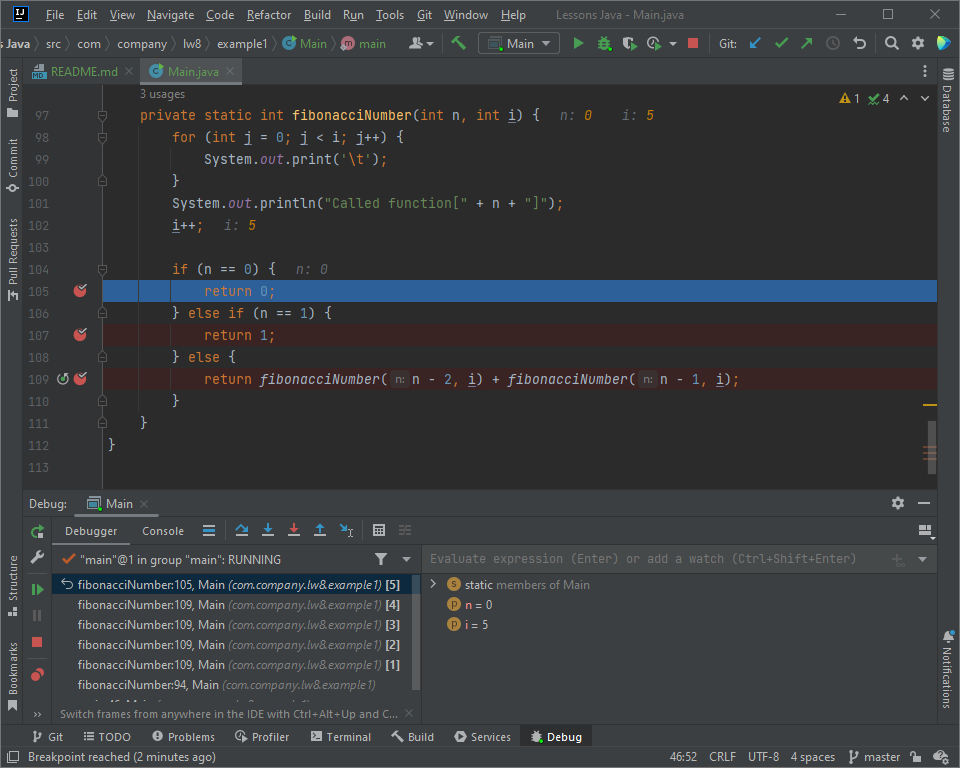 File Edit View Navigate Code Refactor Build Run Tools Git Window Help Lessons Java - Main.java
s Java src com company lw8 example1 Main main Main Git:
README.md Main.java
3 usages
1 4
97 private static int fibonacciNumber(int n, int i) { n: 0 i: 5
98 for (int j = 0; j < i; j++) {
99 System.out.print('\t');
100 }
101 System.out.println("Called function[" + n + "]");
102 i++; i: 5
103
104 if (n == 0) { n: 0
105 return 0;
106 } else if (n == 1) {
107 return 1;
108 } else {
109 return fibonacciNumber( n: n - 2, i) + fibonacciNumber( n: n - 1, i);
110 }
111 }
112 }
113
Project
Commit
Pull Requests
Structure
Bookmarks
Database
Notifications
Debug: Main
Debugger Console
"main"@1 in group "main": RUNNING
Evaluate expression (Enter) or add a watch (Ctrl+Shift+Enter)
fibonacciNumber:105, Main (com.company.lw8.example1) [5]
fibonacciNumber:109, Main (com.company.lw8.example1) [4]
fibonacciNumber:109, Main (com.company.lw8.example1) [3]
fibonacciNumber:109, Main (com.company.lw8.example1) [2]
fibonacciNumber:109, Main (com.company.lw8.example1) [1]
fibonacciNumber:94, Main (com.company.lw8.example1)
s static members of Main
p n = 0
p i = 5
Switch frames from anywhere in the IDE with Ctrl+Alt+Up and C...
Git TODO Problems Profiler Terminal Build Services Debug
Breakpoint reached (2 minutes ago) 46:52 CRLF UTF-8 4 spaces master